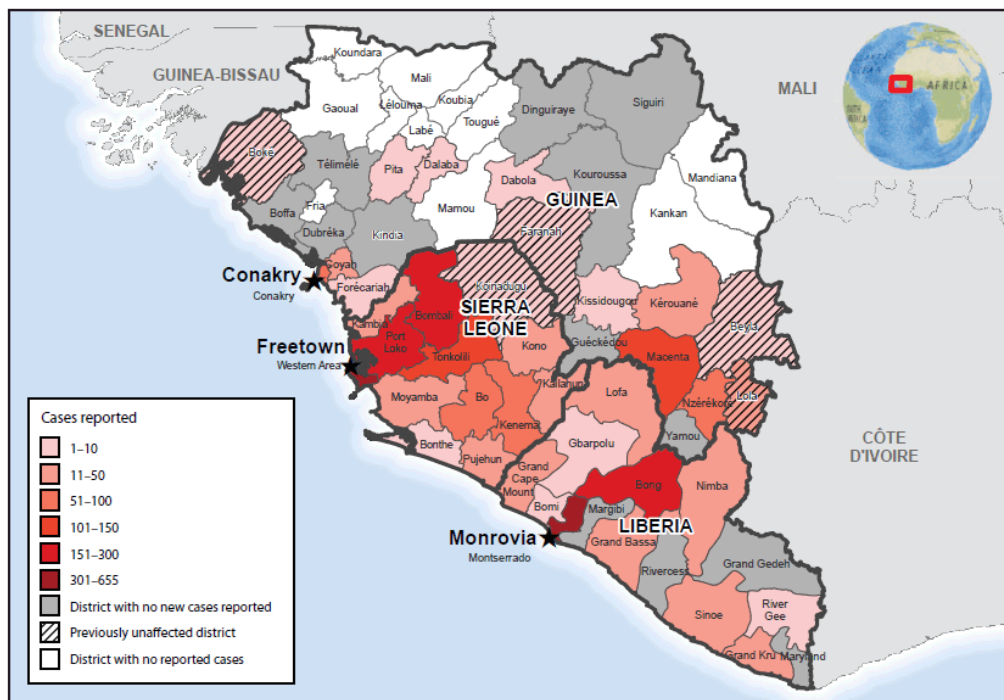 SENEGAL
GUINEA-BISSAU
MALI
AFRICA
CÔTE
D'IVOIRE
Koundara
Mali
Gaoual
Lélouma
Koubia
Labé
Tougué
Dinguiraye
Siguiri
Boké
Télimélé
Pita
Dalaba
Dabola
Kouroussa
Mandiana
GUINEA
Boffa
Fria
Dubréka
Kindia
Mamou
Faranah
Kankan
Conakry
Conakry
Coyah
Forécariah
Koinadugu
Kissidougou
Kérouané
Beyla
SIERRA
LEONE
Kambia
Bombali
Port
Loko
Tonkolili
Kono
Guéckédou
Macenta
Freetown
Western Area
Moyamba
Bo
Kenema
Kailahun
Lofa
Nzérékoré
Lola
Yamou
Bonthe
Pujehun
Gbarpolu
Grand
Cape
Mount
Bomi
Bong
Nimba
Margibi
LIBERIA
Monrovia
Montserrado
Grand Bassa
Rivercess
Grand Gedeh
Sinoe
River
Gee
Grand Kru
Maryland
Cases reported
1–10
11–50
51–100
101–150
151–300
301–655
District with no new cases reported
Previously unaffected district
District with no reported cases